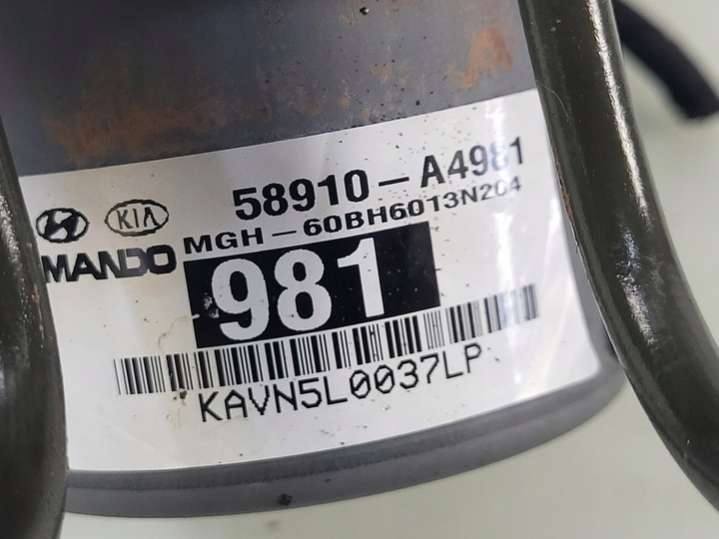 58910-A4981
KIA
MGH-60BH6013N204
MANDO
981
KAVN5L0037LP